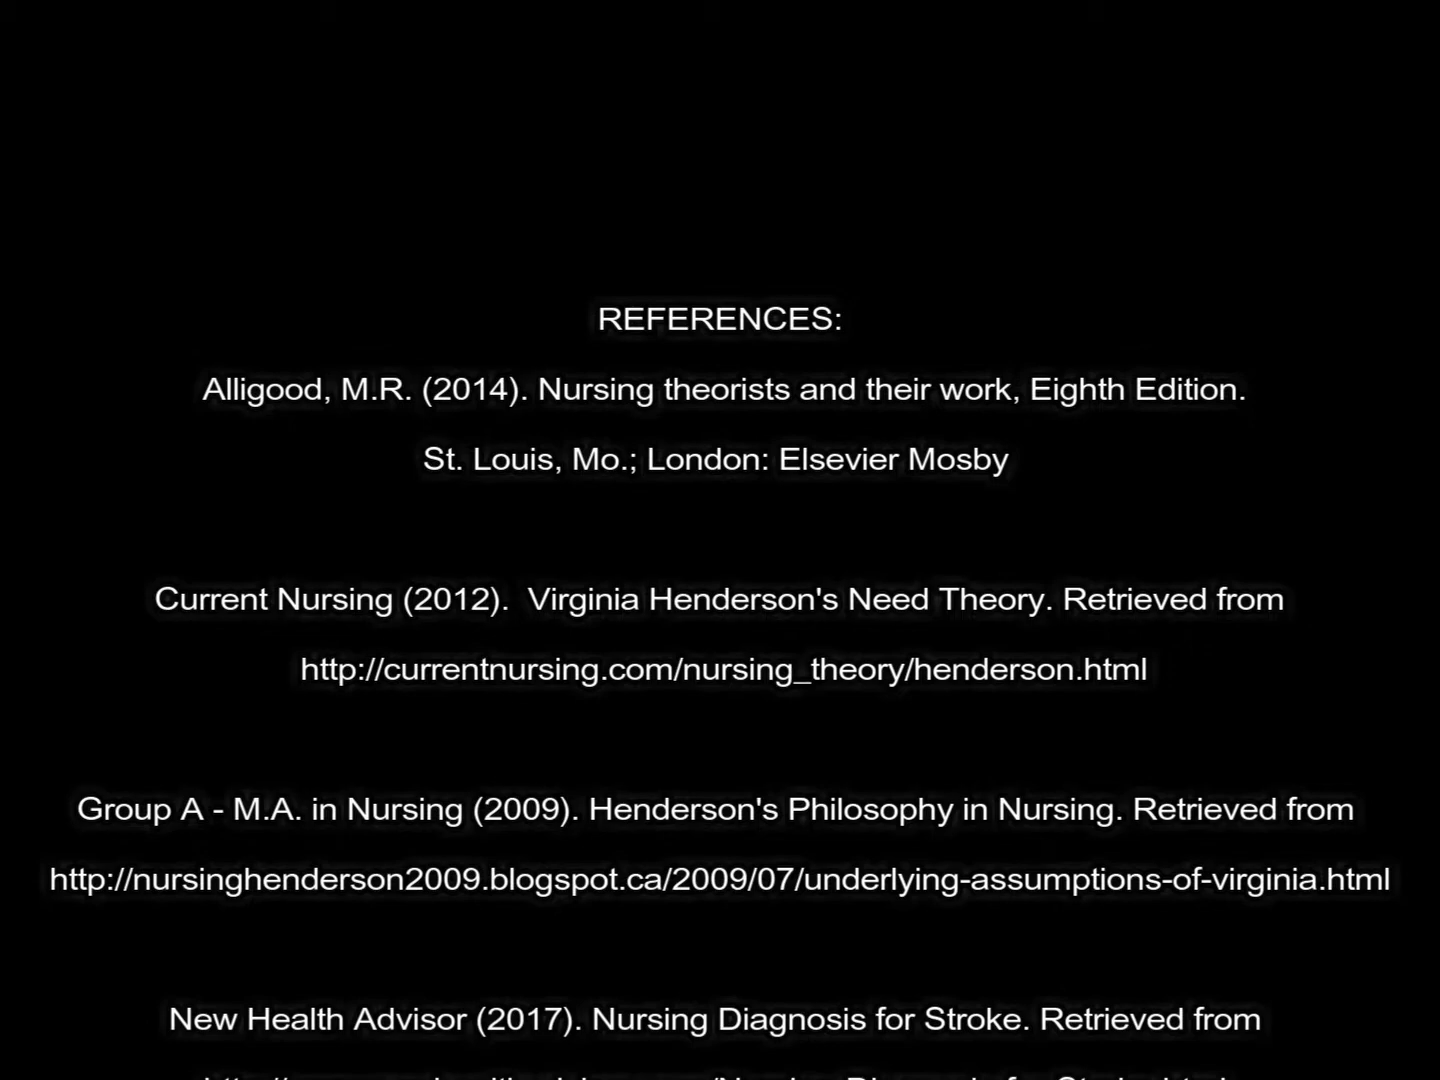 REFERENCES:
Alligood, M.R. (2014). Nursing theorists and their work, Eighth Edition.
St. Louis, Mo.; London: Elsevier Mosby
Current Nursing (2012).  Virginia Henderson's Need Theory. Retrieved from
http://currentnursing.com/nursing_theory/henderson.html
Group A - M.A. in Nursing (2009). Henderson's Philosophy in Nursing. Retrieved from
http://nursinghenderson2009.blogspot.ca/2009/07/underlying-assumptions-of-virginia.html
New Health Advisor (2017). Nursing Diagnosis for Stroke. Retrieved from